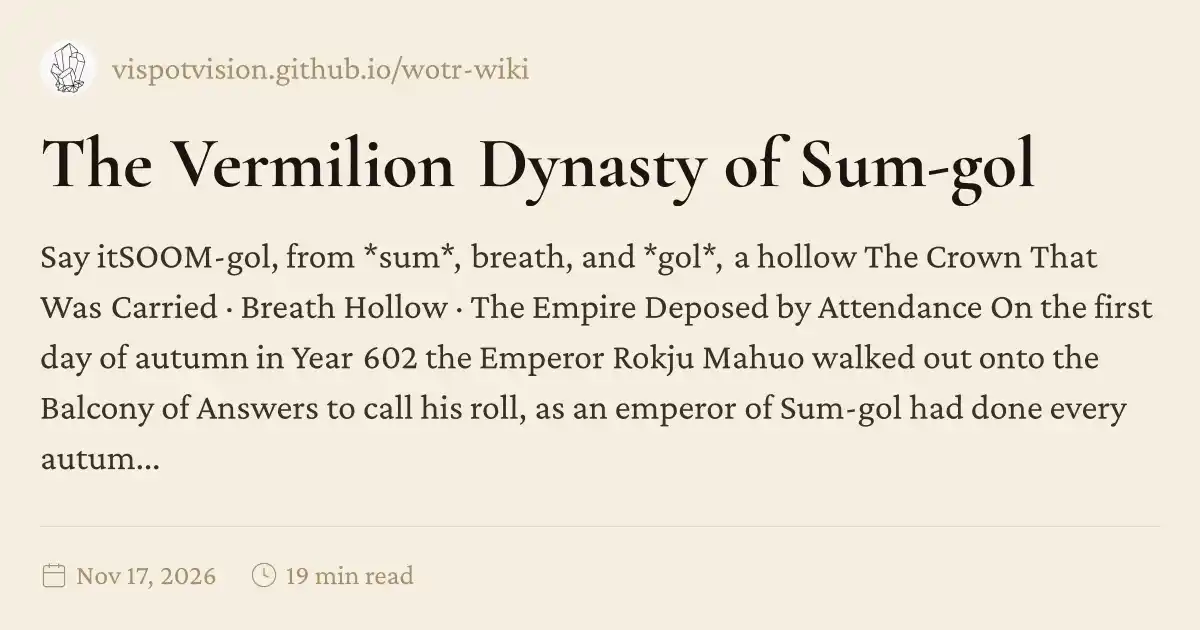 vispotvision.github.io/wotr-wiki
The Vermilion Dynasty of Sum-gol
Say itSOOM-gol, from *sum*, breath, and *gol*, a hollow The Crown That
Was Carried · Breath Hollow · The Empire Deposed by Attendance On the first
day of autumn in Year 602 the Emperor Rokju Mahuo walked out onto the
Balcony of Answers to call his roll, as an emperor of Sum-gol had done every
autum...
Nov 17, 2026 19 min read